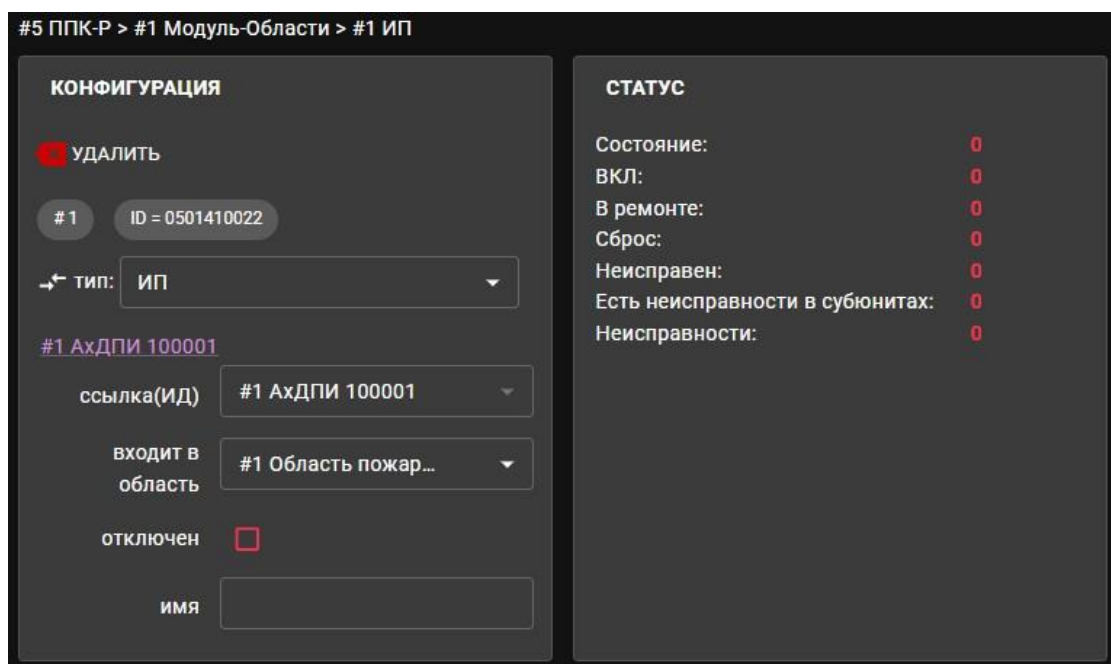 #5 ППК-Р > #1 Модуль-Области > #1 ИП
КОНФИГУРАЦИЯ
УДАЛИТЬ
#1
ID = 0501410022
тип:
ИП
#1 АхДПИ 100001
ссылка(ИД)
#1 АхДПИ 100001
входит в
область
#1 Область пожар...
отключен
имя
СТАТУС
Состояние: 0
ВКЛ: 0
В ремонте: 0
Сброс: 0
Неисправен: 0
Есть неисправности в субюнитах: 0
Неисправности: 0